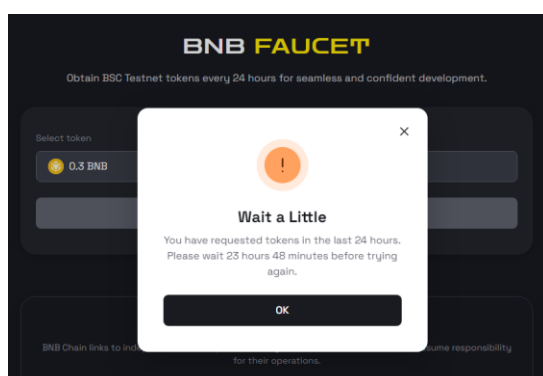 BNB FAUCET
Obtain BSC Testnet tokens every 24 hours for seamless and confident development.
Select token
0.3 BNB
!
Wait a Little
You have requested tokens in the last 24 hours.
Please wait 23 hours 48 minutes before trying
again.
OK
BNB Chain links to sume responsibility
for their operations.